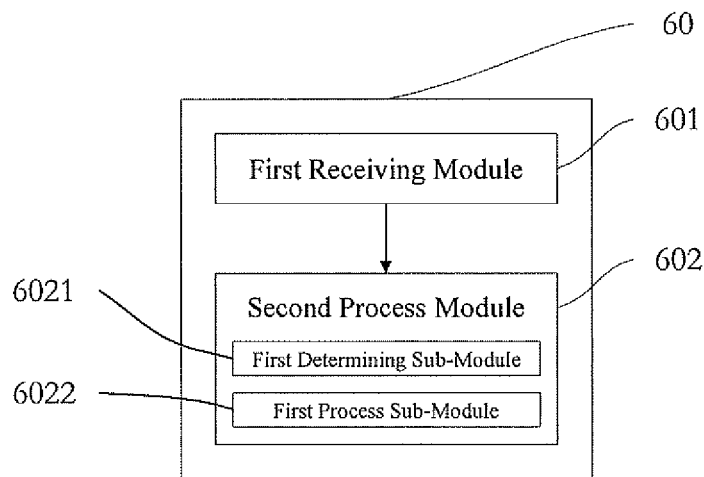 60
601
First Receiving Module
602
6021
Second Process Module
First Determining Sub-Module
6022
First Process Sub-Module